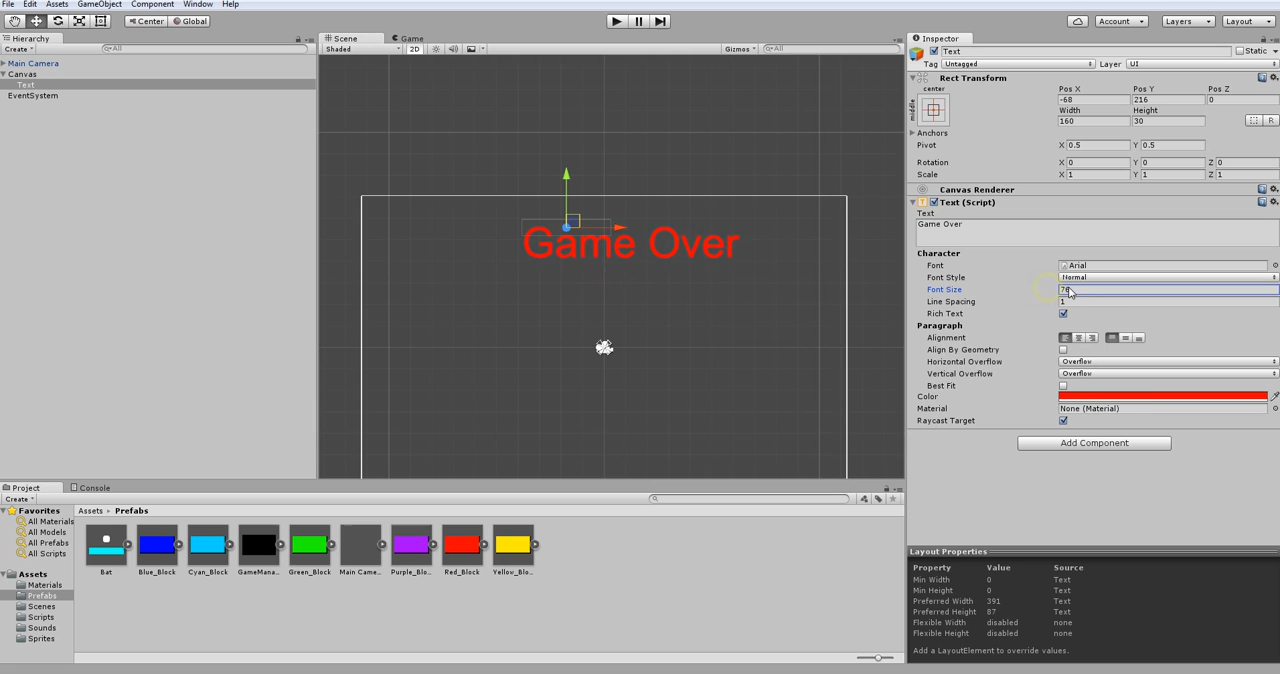 File Edit Assets GameObject Component Window Help
Center Global Account Layers Layout
Hierarchy Scene Game Inspector
Create All Shaded 2D Gizmos All Text Static
Main Camera Tag Untagged Layer UI
Canvas Rect Transform
Text center Pos X Pos Y Pos Z
EventSystem middle -68 216 0
Width Height
160 30 R
Anchors
Pivot X 0.5 Y 0.5
Rotation X 0 Y 0 Z 0
Scale X 1 Y 1 Z 1
Canvas Renderer
Text (Script)
Text
Game Over
Game Over
Character
Font Arial
Font Style Normal
Font Size
Line Spacing 1
Rich Text
Paragraph
Alignment
Align By Geometry
Horizontal Overflow Overflow
Vertical Overflow Overflow
Best Fit
Color
Material None (Material)
Raycast Target
Add Component
Project Console
Create
Favorites Assets Prefabs
All Materials
All Models
All Prefabs
All Scripts
Bat Blue_Block Cyan_Block GameMana... Green_Block Main Came... Purple_Blo... Red_Block Yellow_Blo...
Assets
Materials
Prefabs
Scenes
Scripts
Sounds
Sprites
Layout Properties
Property Value Source
Min Width 0 Text
Min Height 0 Text
Preferred Width 391 Text
Preferred Height 87 Text
Flexible Width disabled none
Flexible Height disabled none
Add a LayoutElement to override values.